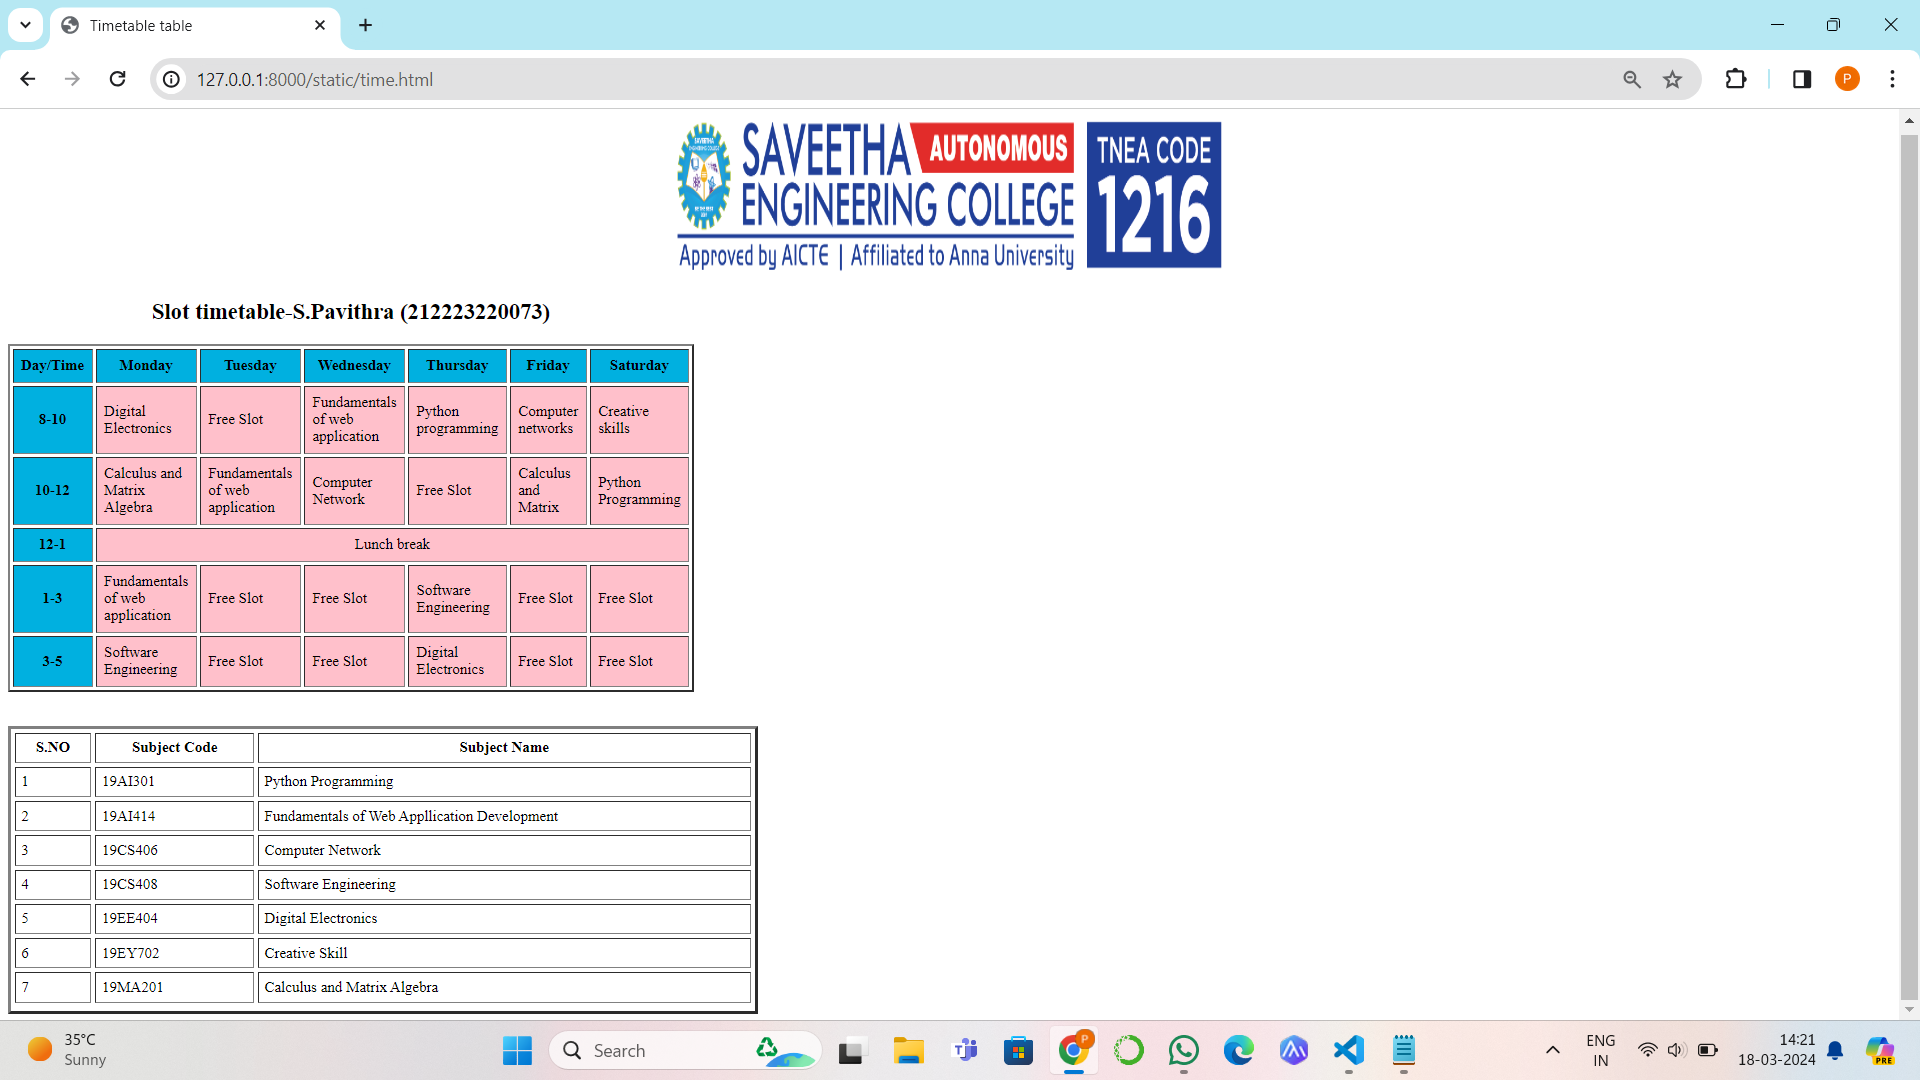 Timetable table
127.0.0.1:8000/static/time.html
P
SAVEETHA AUTONOMOUS
ENGINEERING COLLEGE
Approved by AICTE | Affiliated to Anna University
TNEA CODE
1216
Slot timetable-S.Pavithra (212223220073)
Day/Time Monday Tuesday Wednesday Thursday Friday Saturday
8-10 Digital Electronics Free Slot Fundamentals of web application Python programming Computer networks Creative skills
10-12 Calculus and Matrix Algebra Fundamentals of web application Computer Network Free Slot Calculus and Matrix Python Programming
12-1 Lunch break
1-3 Fundamentals of web application Free Slot Free Slot Software Engineering Free Slot Free Slot
3-5 Software Engineering Free Slot Free Slot Digital Electronics Free Slot Free Slot
S.NO Subject Code Subject Name
1 19AI301 Python Programming
2 19AI414 Fundamentals of Web Appllication Development
3 19CS406 Computer Network
4 19CS408 Software Engineering
5 19EE404 Digital Electronics
6 19EY702 Creative Skill
7 19MA201 Calculus and Matrix Algebra
35°C
Sunny
Search
P
ENG
IN
14:21
18-03-2024
PRE